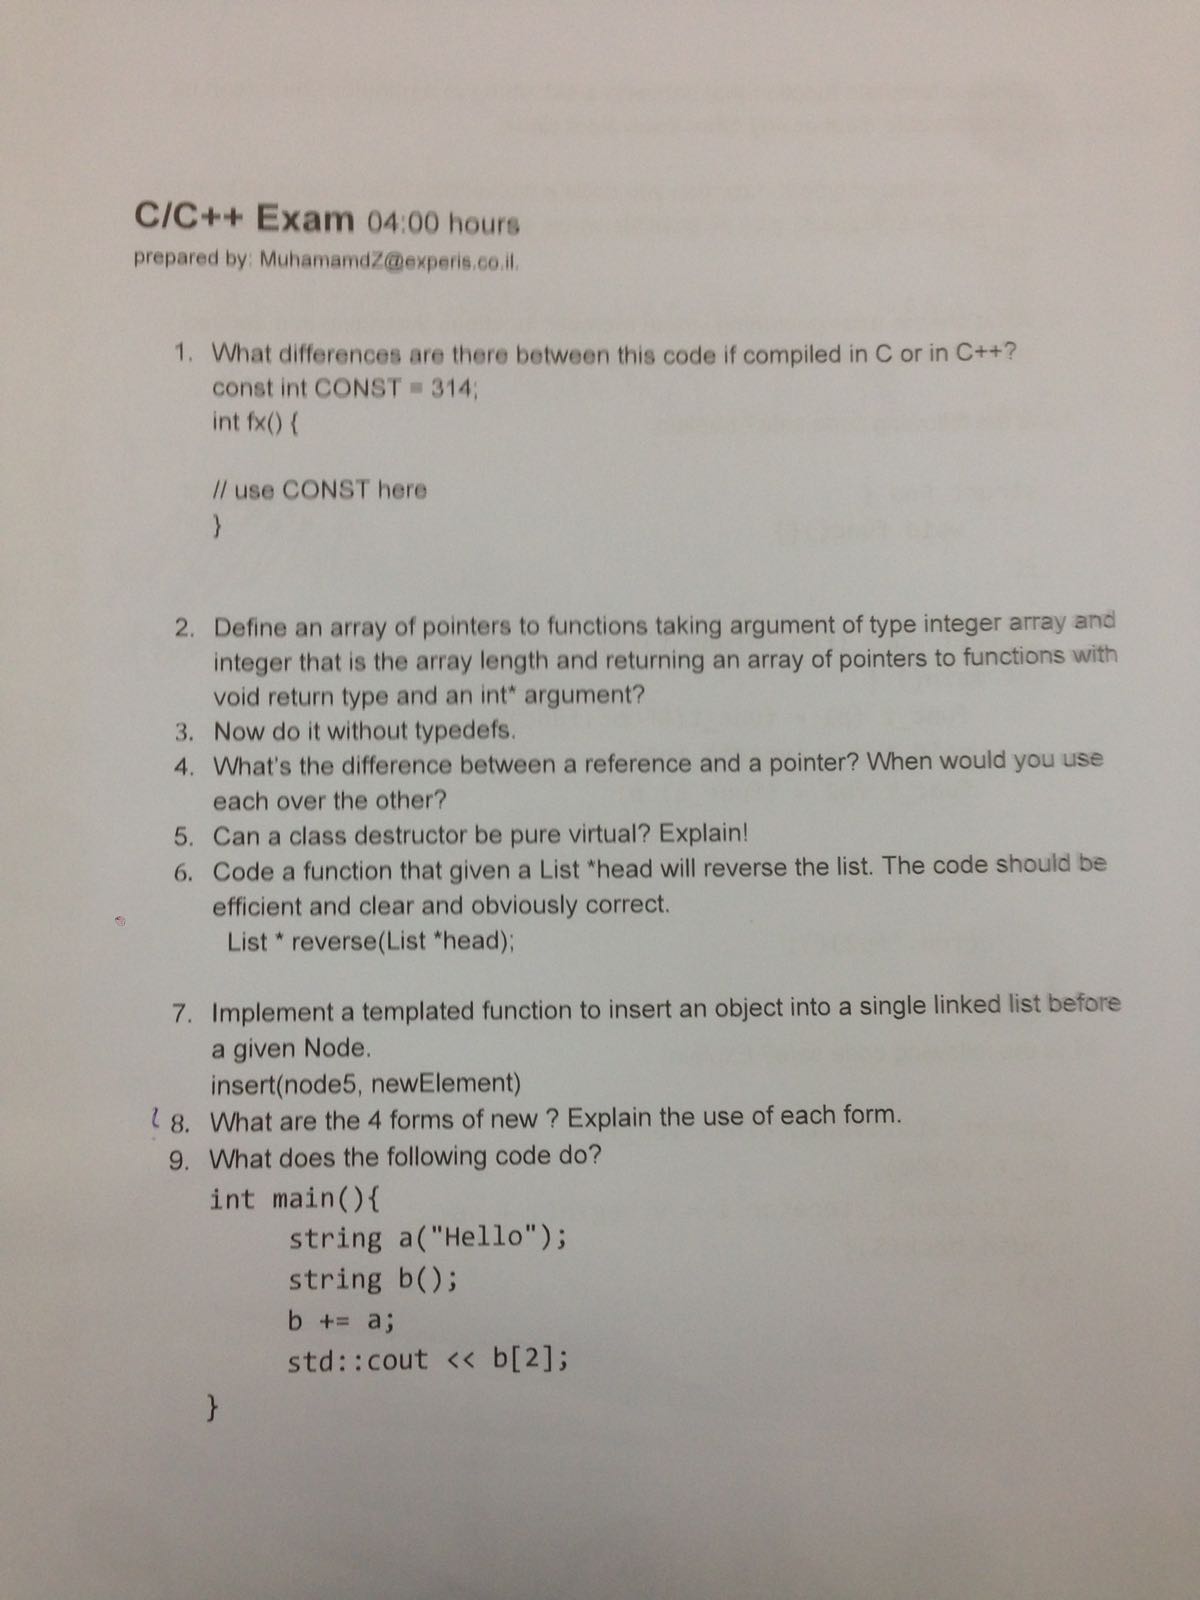 C/C++ Exam 04:00 hours
prepared by: MuhamamdZ@experis.co.il.
1. What differences are there between this code if compiled in C or in C++?
const int CONST = 314;
int fx() {
// use CONST here
}
2. Define an array of pointers to functions taking argument of type integer array and
integer that is the array length and returning an array of pointers to functions with
void return type and an int* argument?
3. Now do it without typedefs.
4. What's the difference between a reference and a pointer? When would you use
each over the other?
5. Can a class destructor be pure virtual? Explain!
6. Code a function that given a List *head will reverse the list. The code should be
efficient and clear and obviously correct.
List * reverse(List *head);
7. Implement a templated function to insert an object into a single linked list before
a given Node.
insert(node5, newElement)
8. What are the 4 forms of new ? Explain the use of each form.
9. What does the following code do?
int main(){
string a("Hello");
string b();
b += a;
std::cout << b[2];
}